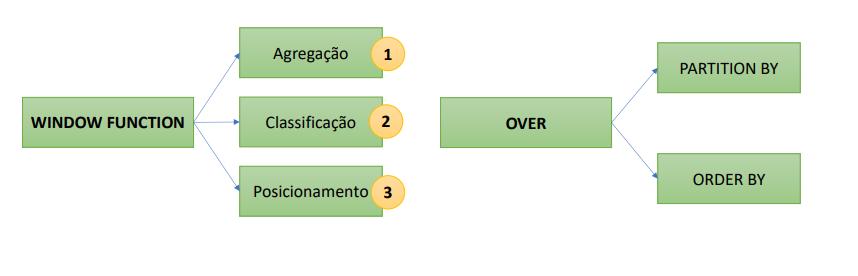 WINDOW FUNCTION
Agregação
1
Classificação
2
Posicionamento
3
OVER
PARTITION BY
ORDER BY